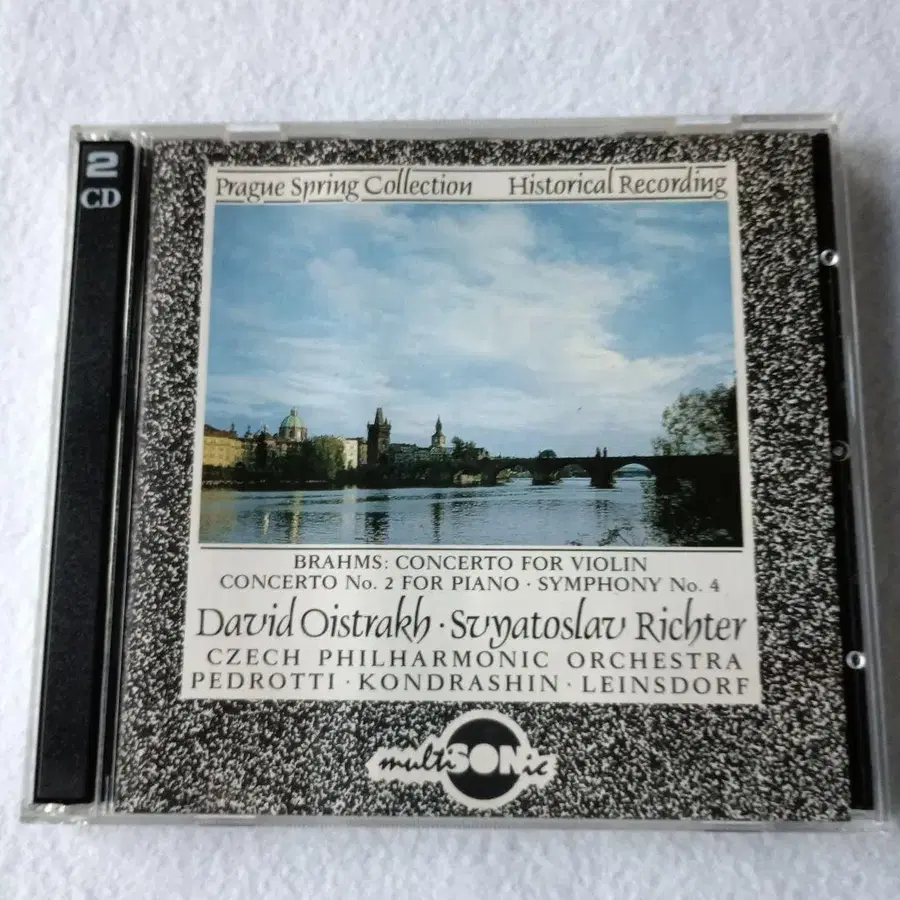 2
CD
Prague Spring Collection Historical Recording
BRAHMS: CONCERTO FOR VIOLIN
CONCERTO No. 2 FOR PIANO · SYMPHONY No. 4
David Oistrakh · Svyatoslav Richter
CZECH PHILHARMONIC ORCHESTRA
PEDROTTI · KONDRASHIN · LEINSDORF
multiSONic